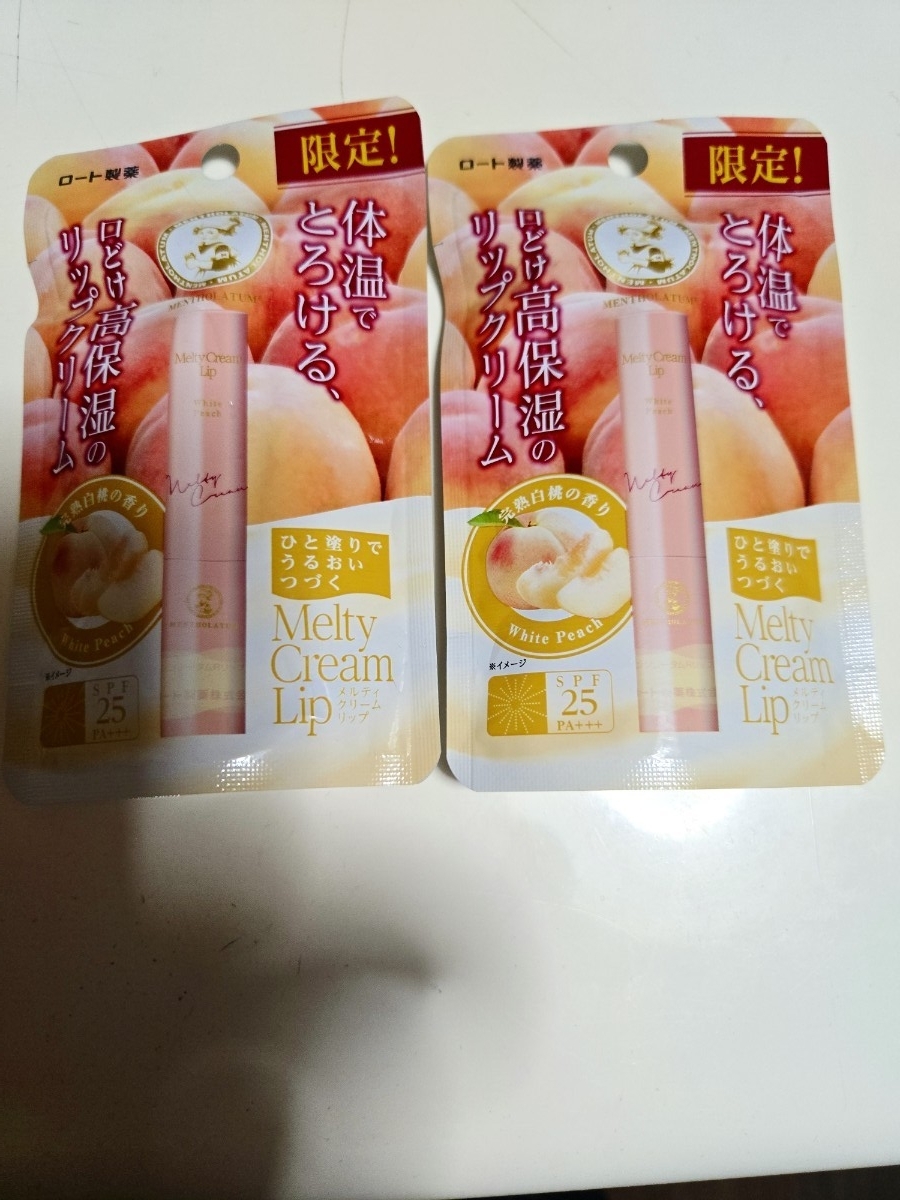 ロート製薬
限定!
体温で
とろける、
口どけ高保湿の
リップクリーム
MENTHOLATUM
MENTHOLATUM
Melty Cream
Lip
White
Peach
Melty
Cream
完熟白桃の香り
White Peach
※イメージ
MENTHOLATUM
ひと塗りで
うるおい
つづく
Melty
Cream
Lip
メルティ
クリーム
リップ
SPF
25
PA+++
ロート製薬
限定!
体温で
とろける、
口どけ高保湿の
リップクリーム
MENTHOLATUM
MENTHOLATUM
Melty Cream
Lip
White
Peach
Melty
Cream
完熟白桃の香り
White Peach
※イメージ
ひと塗りで
うるおい
つづく
Melty
Cream
Lip
メルティ
クリーム
リップ
SPF
25
PA+++